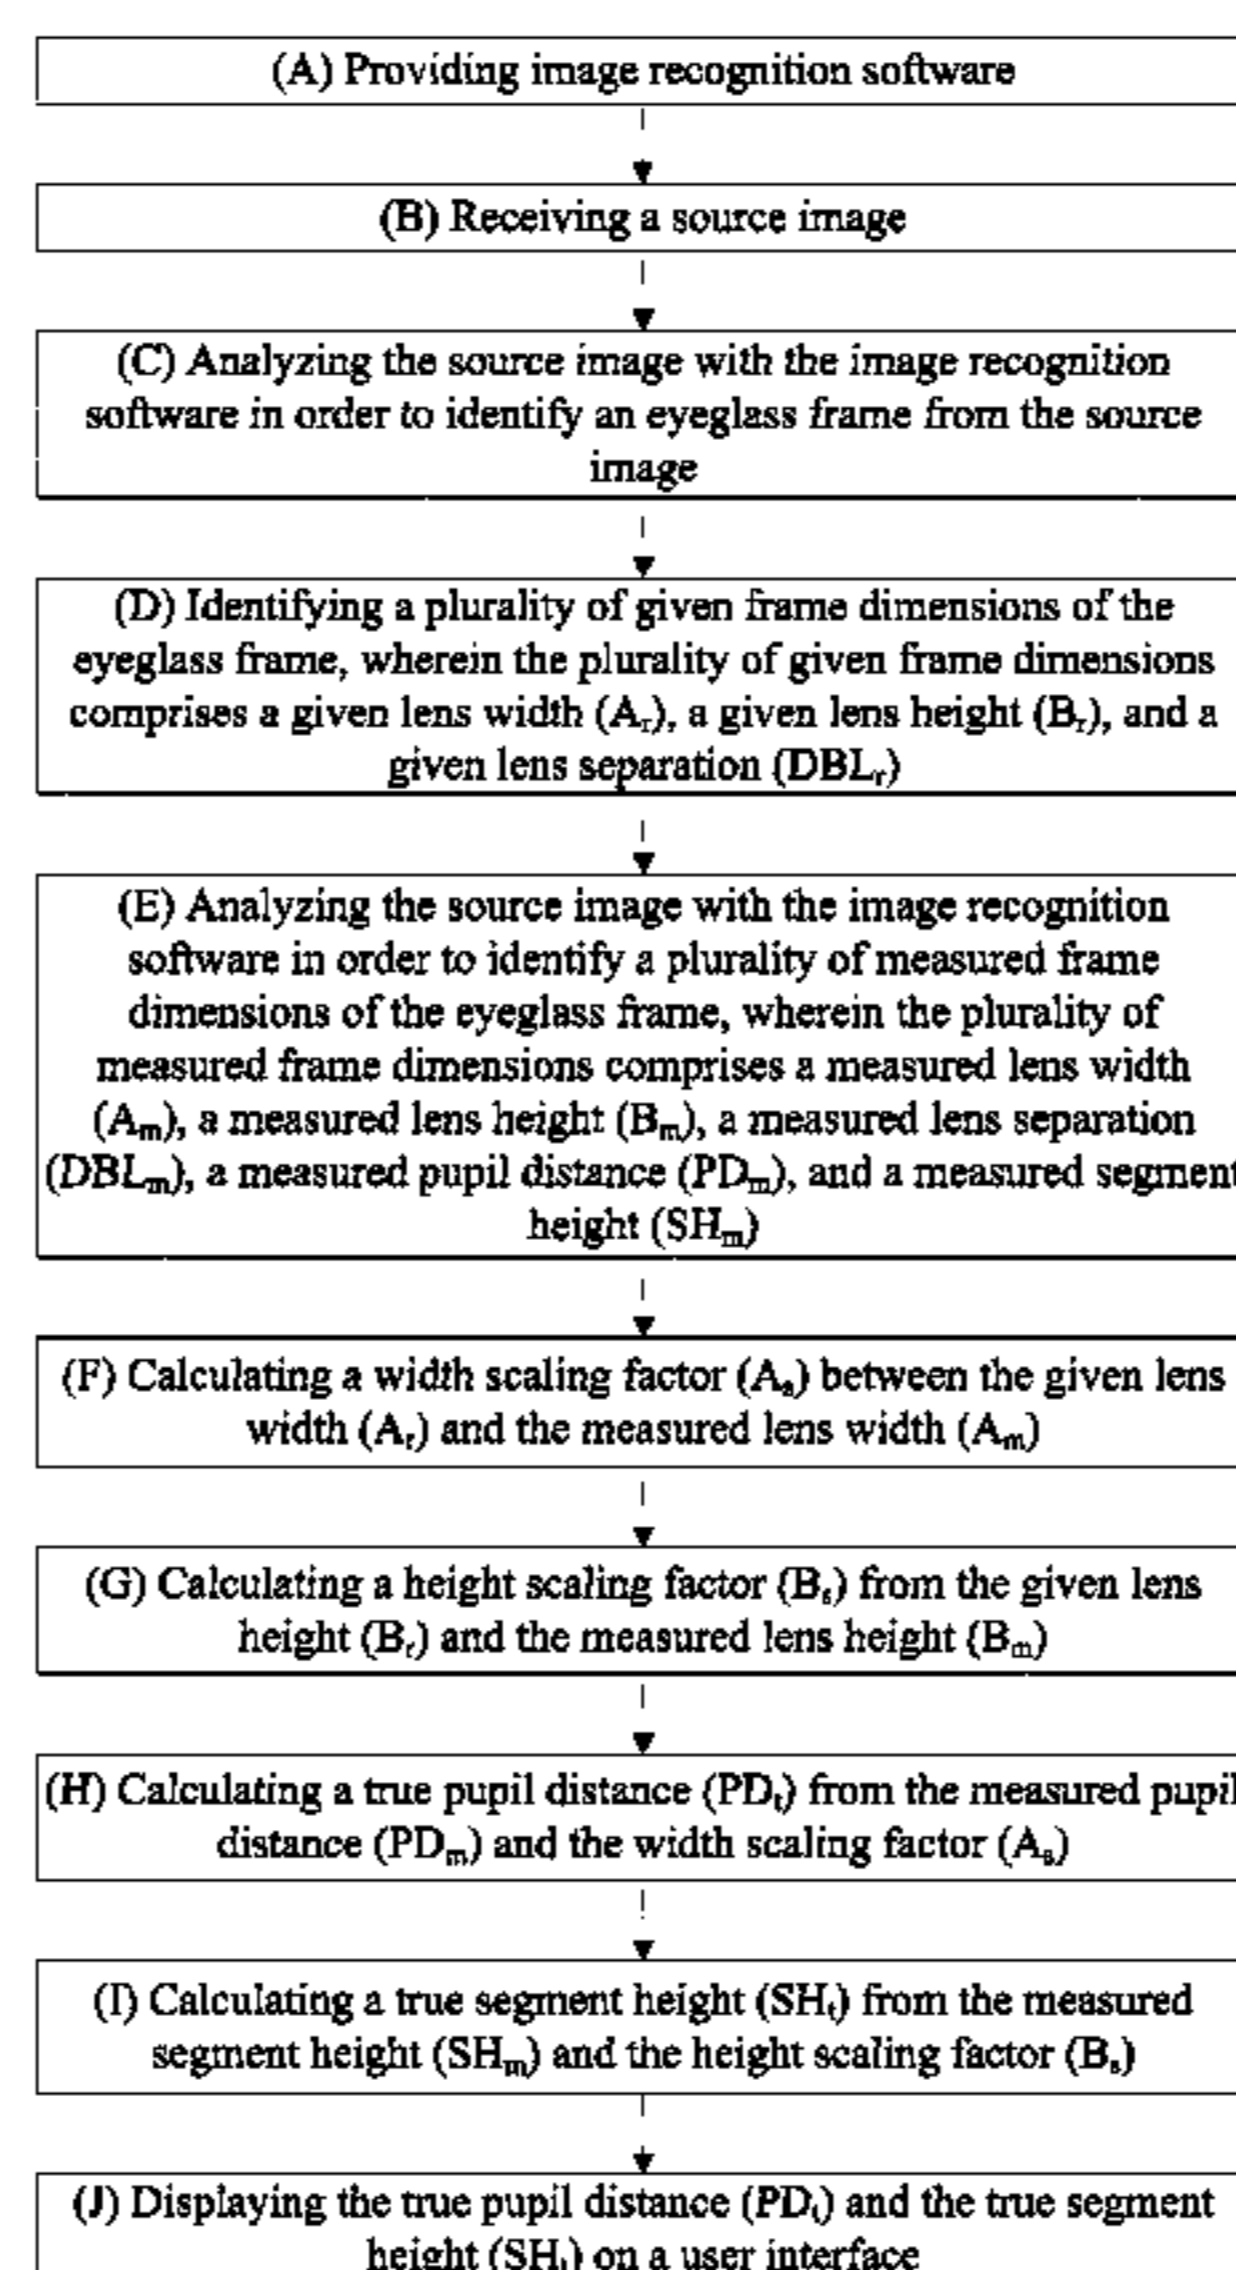 (A) Providing image recognition software
(B) Receiving a source image
(C) Analyzing the source image with the image recognition
software in order to identify an eyeglass frame from the source
image
(D) Identifying a plurality of given frame dimensions of the
eyeglass frame, wherein the plurality of given frame dimensions
comprises a given lens width (Aᵣ), a given lens height (Bᵣ), and a
given lens separation (DBLᵣ)
(E) Analyzing the source image with the image recognition
software in order to identify a plurality of measured frame
dimensions of the eyeglass frame, wherein the plurality of
measured frame dimensions comprises a measured lens width
(Aₘ), a measured lens height (Bₘ), a measured lens separation
(DBLₘ), a measured pupil distance (PDₘ), and a measured segment
height (SHₘ)
(F) Calculating a width scaling factor (Aₛ) between the given lens
width (Aᵣ) and the measured lens width (Aₘ)
(G) Calculating a height scaling factor (Bₛ) from the given lens
height (Bᵣ) and the measured lens height (Bₘ)
(H) Calculating a true pupil distance (PDₜ) from the measured pupil
distance (PDₘ) and the width scaling factor (Aₛ)
(I) Calculating a true segment height (SHₜ) from the measured
segment height (SHₘ) and the height scaling factor (Bₛ)
(J) Displaying the true pupil distance (PDₜ) and the true segment
height (SHₜ) on a user interface